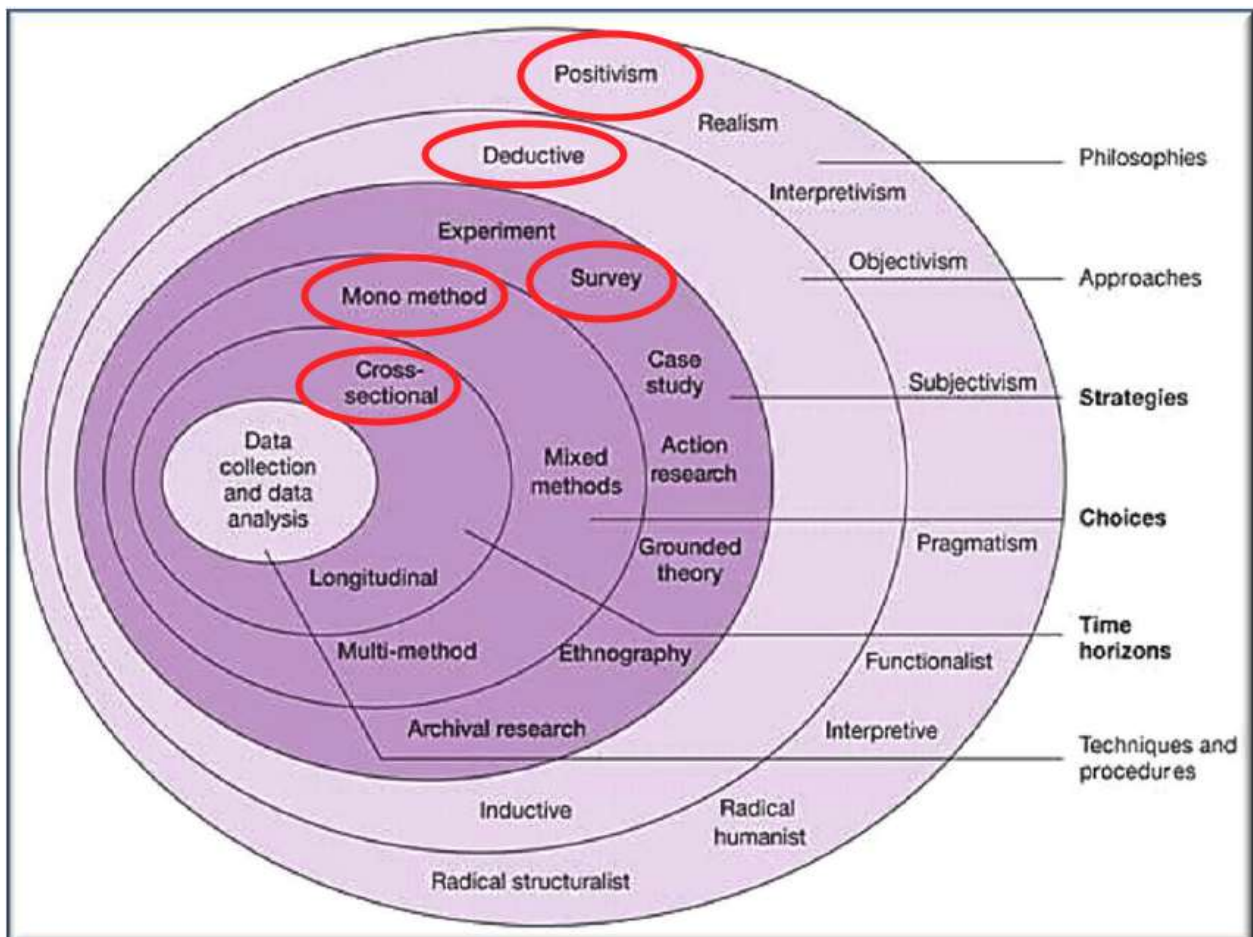 Positivism
Realism
Deductive
Philosophies
Interpretivism
Experiment
Objectivism
Survey
Approaches
Mono method
Case
study
Cross-
sectional
Subjectivism
Strategies
Data
collection
and data
analysis
Mixed
methods
Action
research
Choices
Pragmatism
Grounded
theory
Longitudinal
Time
horizons
Multi-method
Ethnography
Functionalist
Archival research
Interpretive
Techniques and
procedures
Inductive
Radical
humanist
Radical structuralist